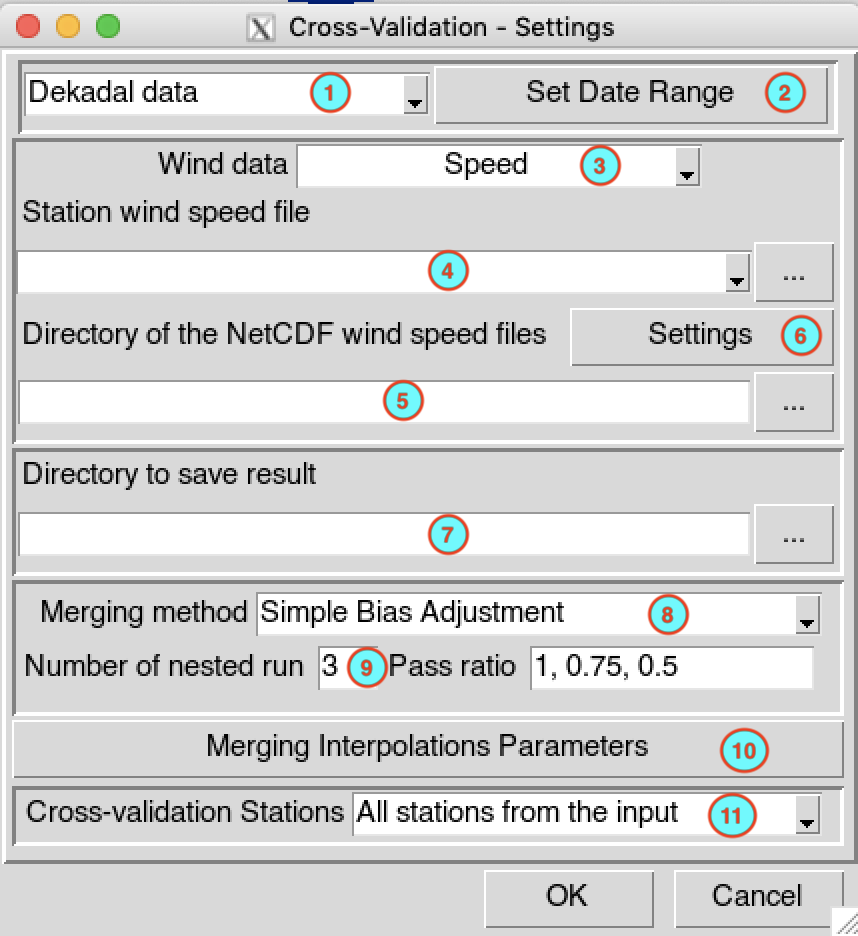 Cross-Validation - Settings
Dekadal data 1 Set Date Range 2
Wind data Speed 3
Station wind speed file
4 ...
Directory of the NetCDF wind speed files Settings 6
5 ...
Directory to save result
7 ...
Merging method Simple Bias Adjustment 8
Number of nested run 3 9 Pass ratio 1, 0.75, 0.5
Merging Interpolations Parameters 10
Cross-validation Stations All stations from the input 11
OK Cancel